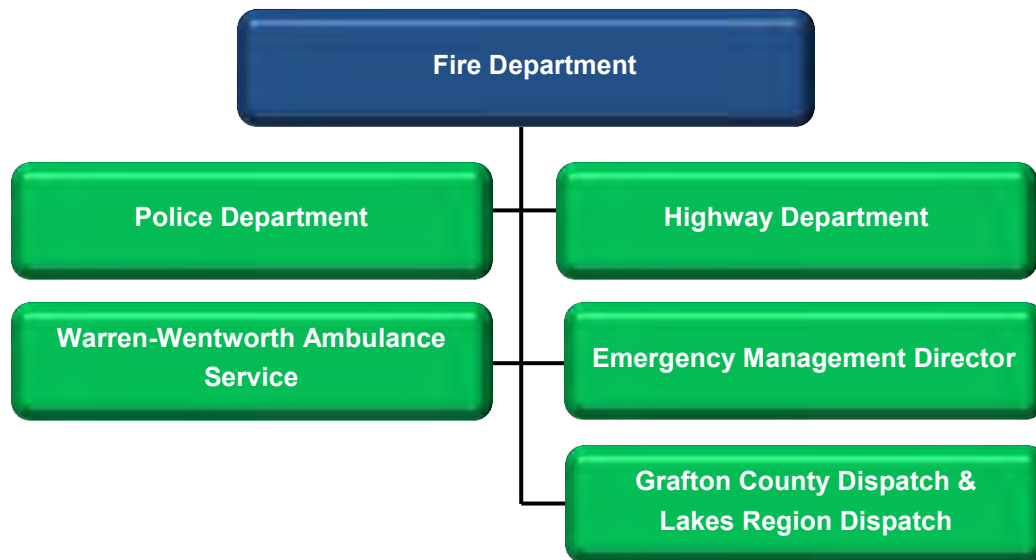 Fire Department
Police Department
Highway Department
Warren-Wentworth Ambulance
Service
Emergency Management Director
Grafton County Dispatch &
Lakes Region Dispatch